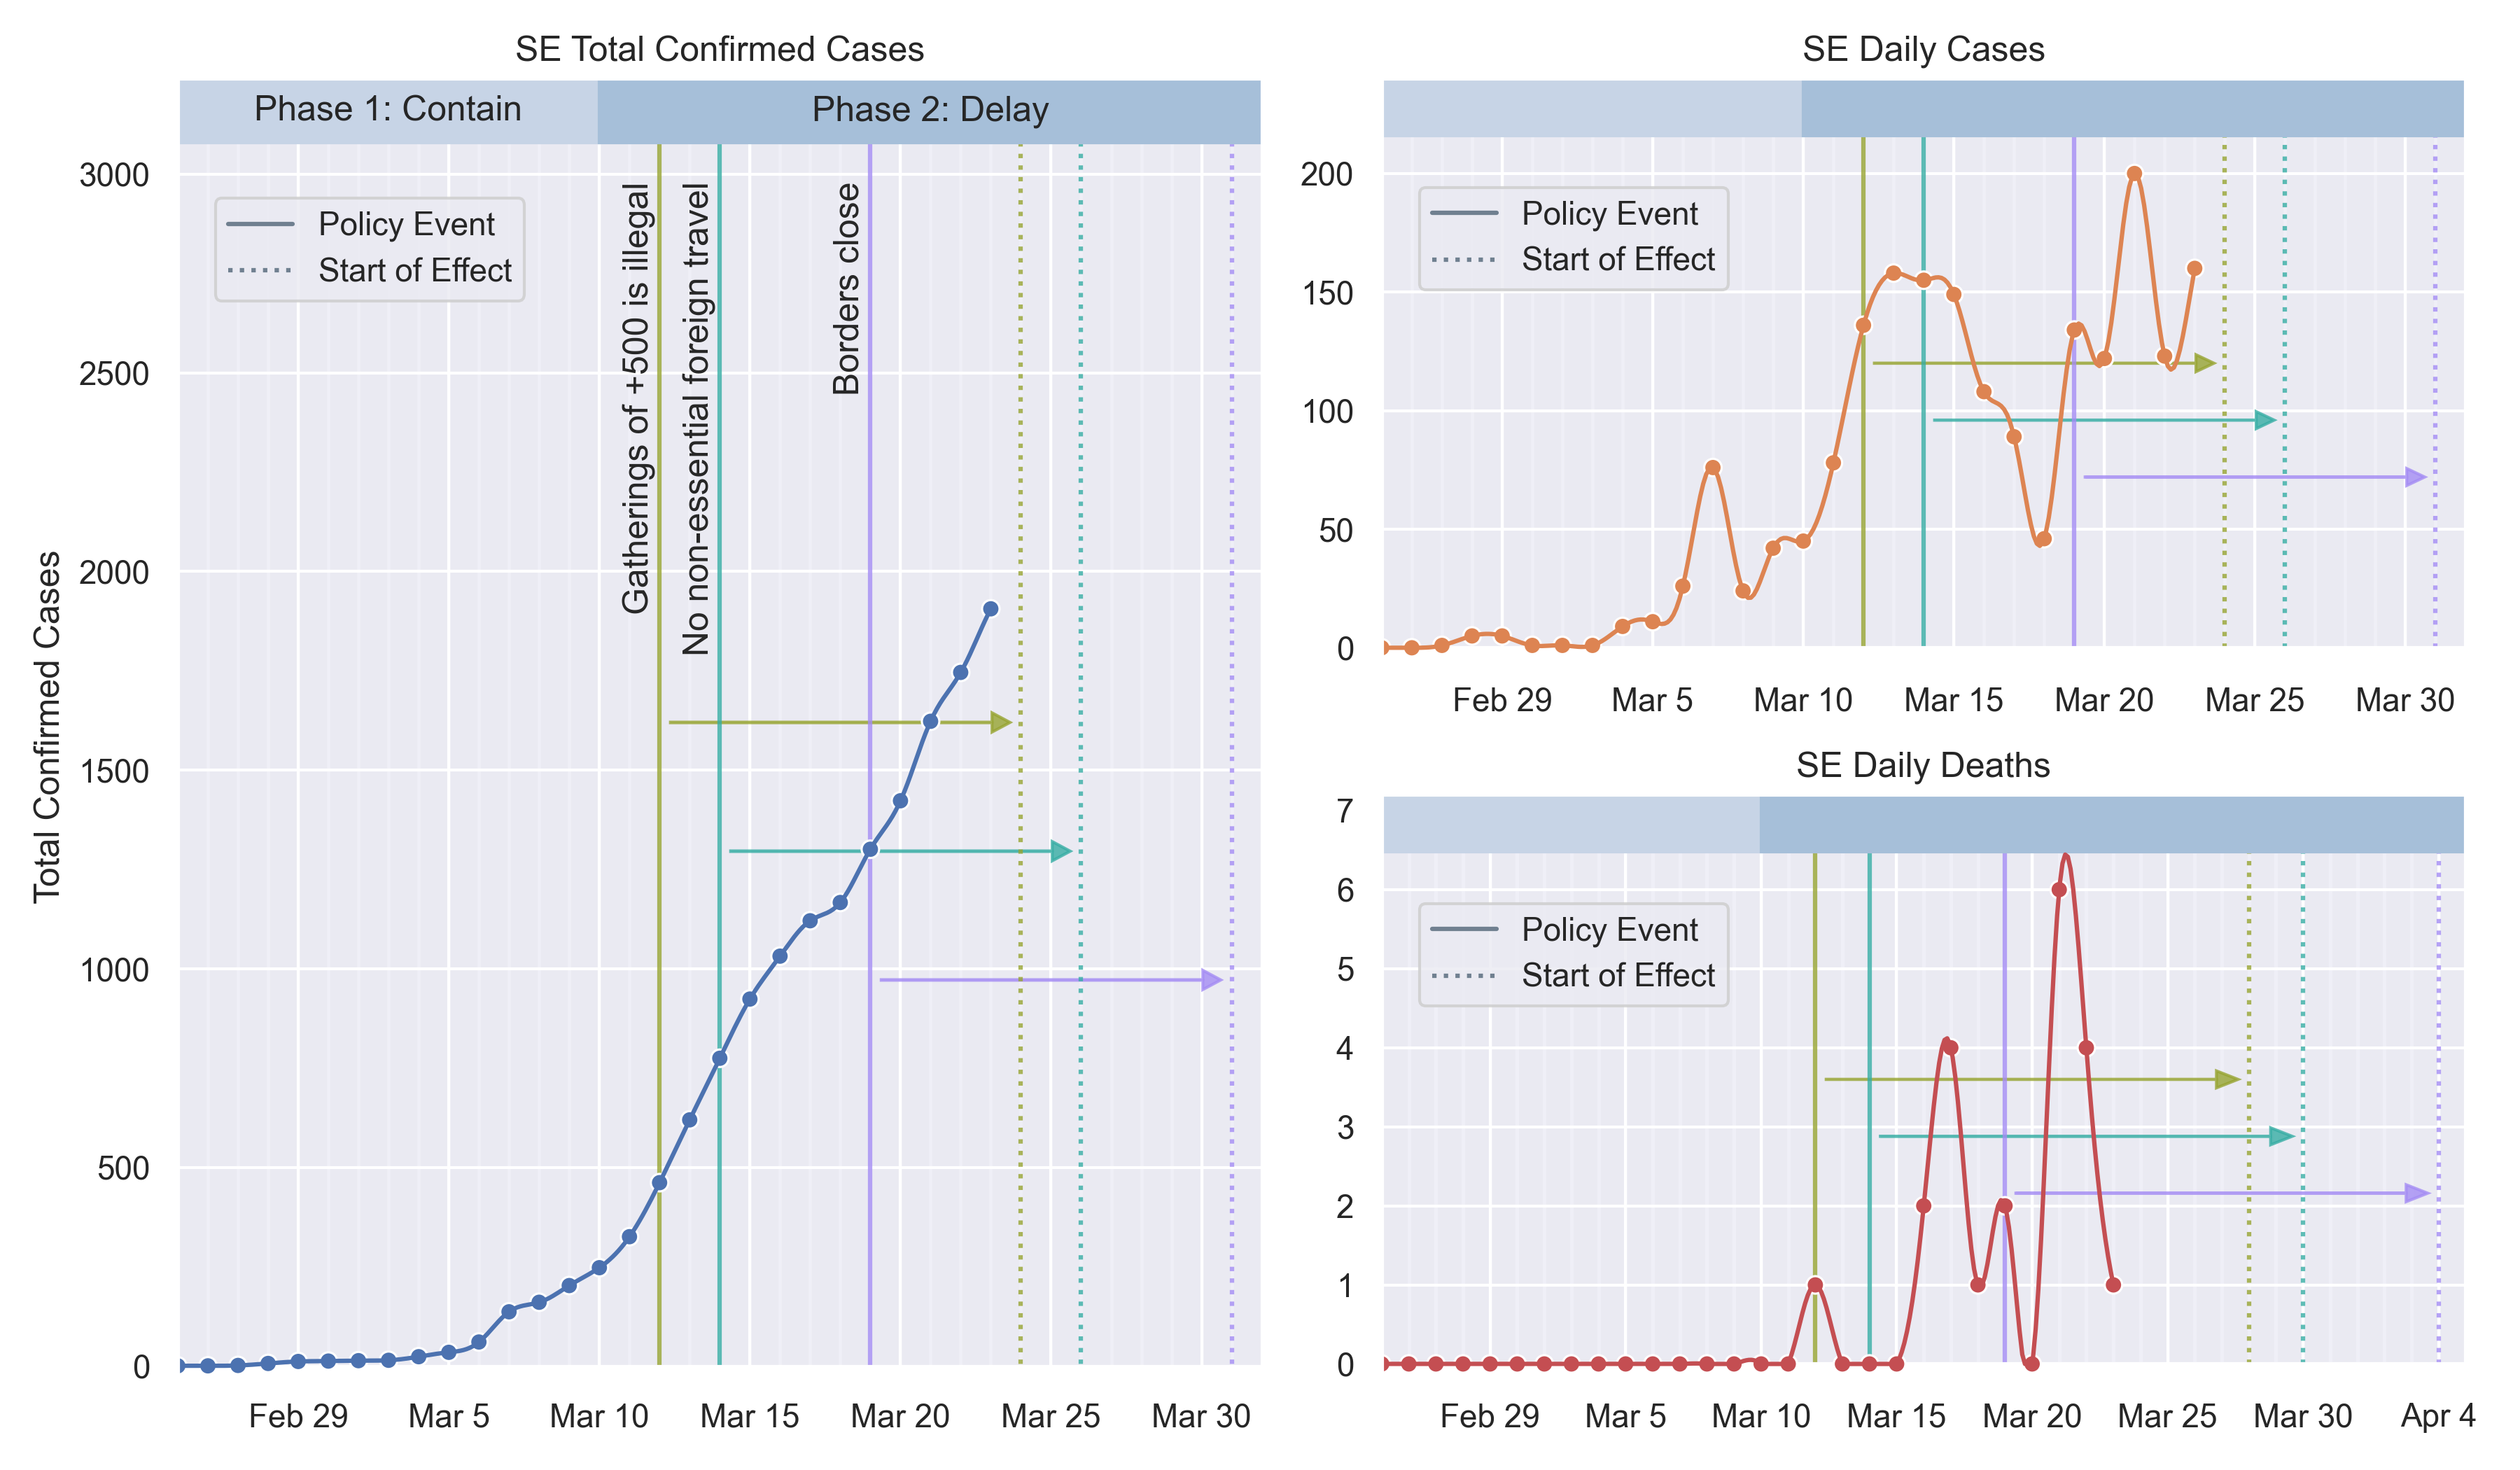 SE Total Confirmed Cases
Phase 1: Contain
Phase 2: Delay
Total Confirmed Cases
3000
2500
2000
1500
1000
500
0
Policy Event
Start of Effect
Gatherings of +500 is illegal
No non-essential foreign travel
Borders close
Feb 29
Mar 5
Mar 10
Mar 15
Mar 20
Mar 25
Mar 30
SE Daily Cases
200
150
100
50
0
Policy Event
Start of Effect
Feb 29
Mar 5
Mar 10
Mar 15
Mar 20
Mar 25
Mar 30
SE Daily Deaths
7
6
5
4
3
2
1
0
Policy Event
Start of Effect
Feb 29
Mar 5
Mar 10
Mar 15
Mar 20
Mar 25
Mar 30
Apr 4